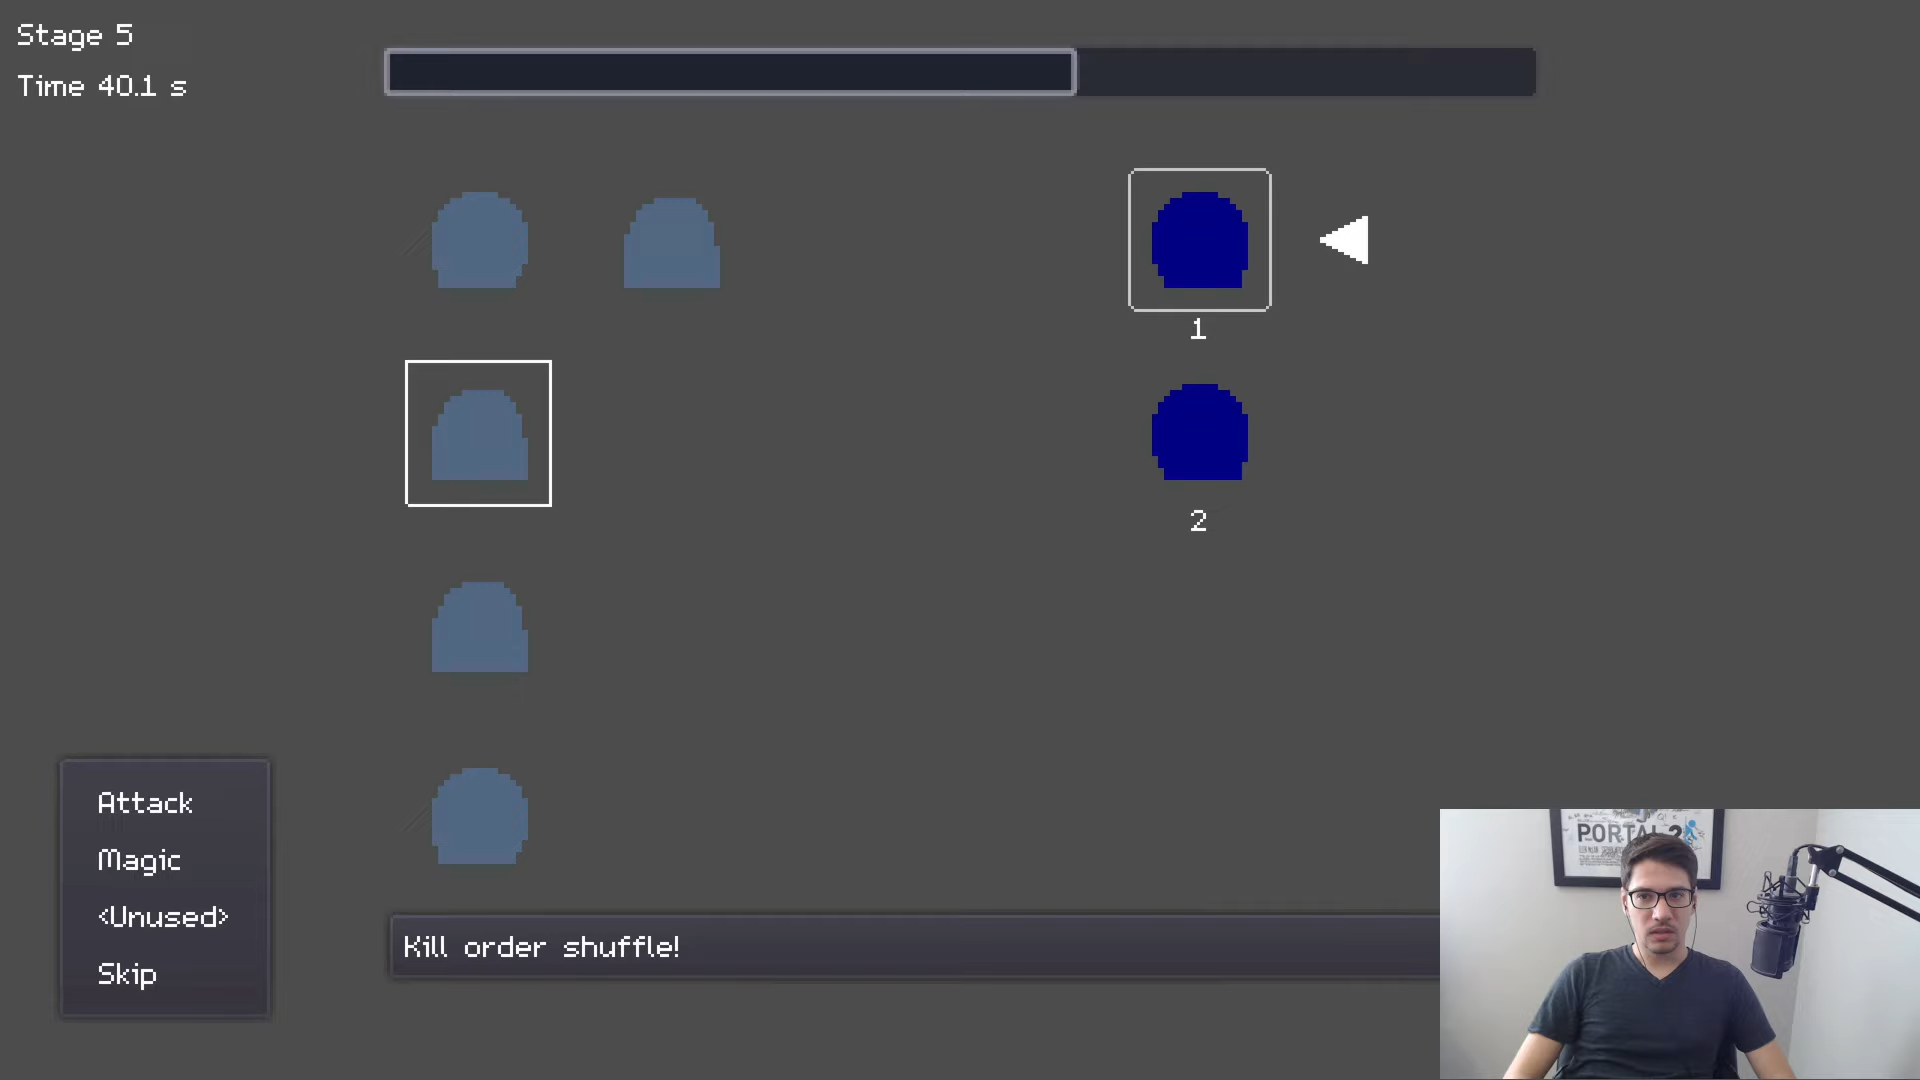 Stage 5
Time 40.1 s
1
2
Attack
Magic
<Unused>
Skip
Kill order shuffle!
PORTAL 2